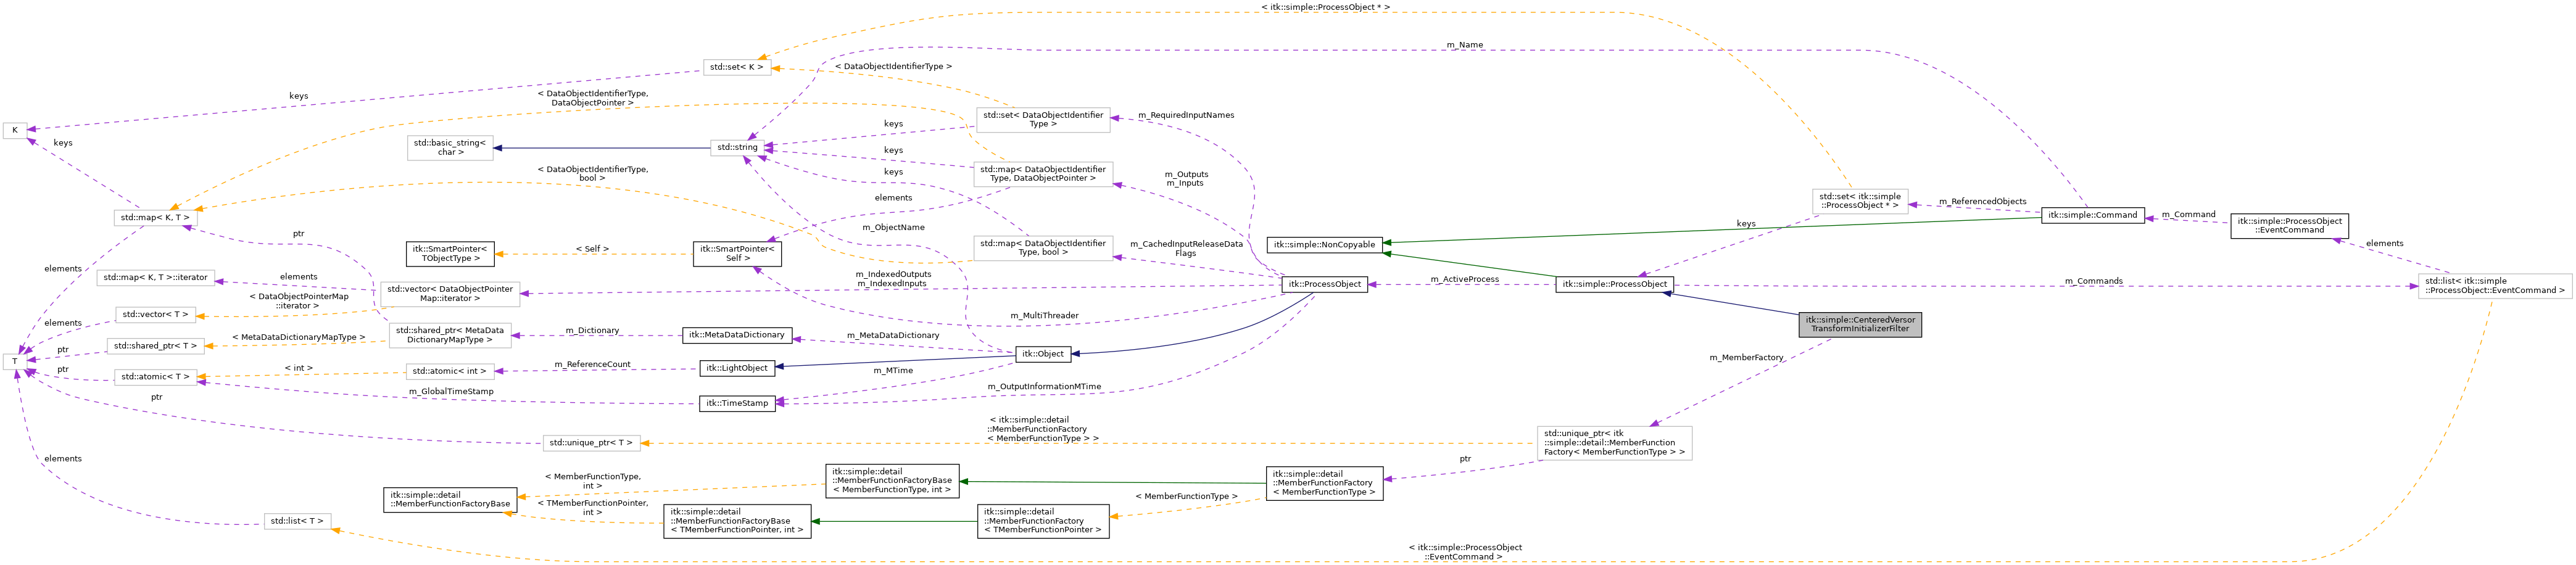 < itk::simple::ProcessObject * >
m_Name
std::set< K >
< DataObjectIdentifierType >
keys
< DataObjectIdentifierType,
DataObjectPointer >
std::set< DataObjectIdentifier
Type >
m_RequiredInputNames
K
keys
keys
std::basic_string<
char >
std::string
keys
< DataObjectIdentifierType,
bool >
keys
std::map< DataObjectIdentifier
Type, DataObjectPointer >
m_Outputs
m_Inputs
elements
std::set< itk::simple
::ProcessObject * >
m_ReferencedObjects
itk::simple::Command
m_Command
itk::simple::ProcessObject
::EventCommand
std::map< K, T >
ptr
m_ObjectName
keys
itk::SmartPointer<
TObjectType >
< Self >
itk::SmartPointer<
Self >
std::map< DataObjectIdentifier
Type, bool >
m_CachedInputReleaseData
Flags
itk::simple::NonCopyable
elements
elements
std::map< K, T >::iterator
elements
m_IndexedOutputs
m_IndexedInputs
m_ActiveProcess
itk::ProcessObject
itk::simple::ProcessObject
m_Commands
std::list< itk::simple
::ProcessObject::EventCommand >
std::vector< DataObjectPointer
Map::iterator >
< DataObjectPointerMap
::iterator >
std::vector< T >
elements
m_MultiThreader
itk::simple::CenteredVersor
TransformInitializerFilter
std::shared_ptr< MetaData
DictionaryMapType >
m_Dictionary
itk::MetaDataDictionary
m_MetaDataDictionary
< MetaDataDictionaryMapType >
std::shared_ptr< T >
ptr
itk::Object
m_MemberFactory
T
ptr
std::atomic< T >
< int >
std::atomic< int >
m_ReferenceCount
itk::LightObject
m_MTime
m_OutputInformationMTime
m_GlobalTimeStamp
itk::TimeStamp
ptr
std::unique_ptr< T >
< itk::simple::detail
::MemberFunctionFactory
< MemberFunctionType > >
std::unique_ptr< itk
::simple::detail::MemberFunction
Factory< MemberFunctionType > >
elements
ptr
itk::simple::detail
::MemberFunctionFactoryBase
< MemberFunctionType, int >
itk::simple::detail
::MemberFunctionFactory
< MemberFunctionType >
< MemberFunctionType,
int >
itk::simple::detail
::MemberFunctionFactoryBase
< TMemberFunctionPointer,
int >
< MemberFunctionType >
itk::simple::detail
::MemberFunctionFactoryBase
< TMemberFunctionPointer, int >
itk::simple::detail
::MemberFunctionFactory
< TMemberFunctionPointer >
std::list< T >
< itk::simple::ProcessObject
::EventCommand >